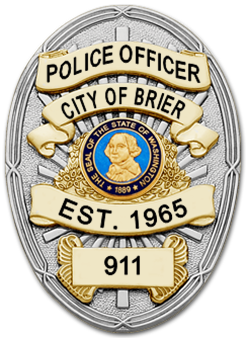 POLICE OFFICER
CITY OF BRIER
THE SEAL OF THE STATE OF WASHINGTON
1889
EST. 1965
911